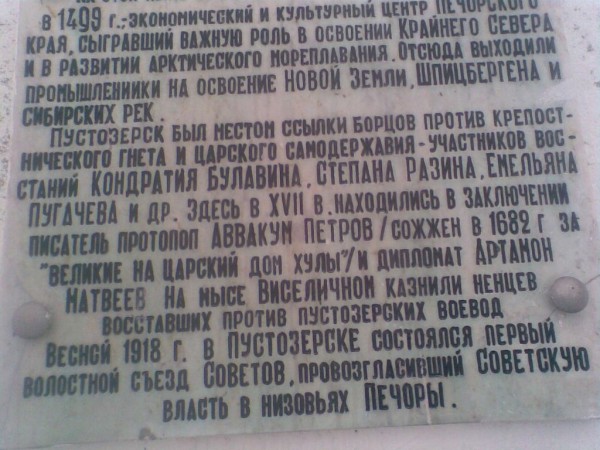 в 1499 г.-экономический и культурный центр Печорского
края, сыгравший важную роль в освоении Крайнего Севера
и в развитии арктического мореплавания. Отсюда выходили
промышленники на освоение Новой Земли, Шпицбергена и
сибирских рек.
Пустозерск был местом ссылки борцов против крепост-
нического гнета и царского самодержавия-участников вос-
станий Кондратия Булавина, Степана Разина, Емельяна
Пугачева и др. Здесь в XVII в. находились в заключении
писатель протопоп Аввакум Петров /сожжен в 1682 г за
"великие на царский дом хулы"/ и дипломат Артамон
Матвеев На мысе Виселичном казнили ненцев
восставших против пустозерских воевод
Весной 1918 г. в Пустозерске состоялся первый
волостной съезд Советов, провозгласивший Советскую
власть в низовьях Печоры.